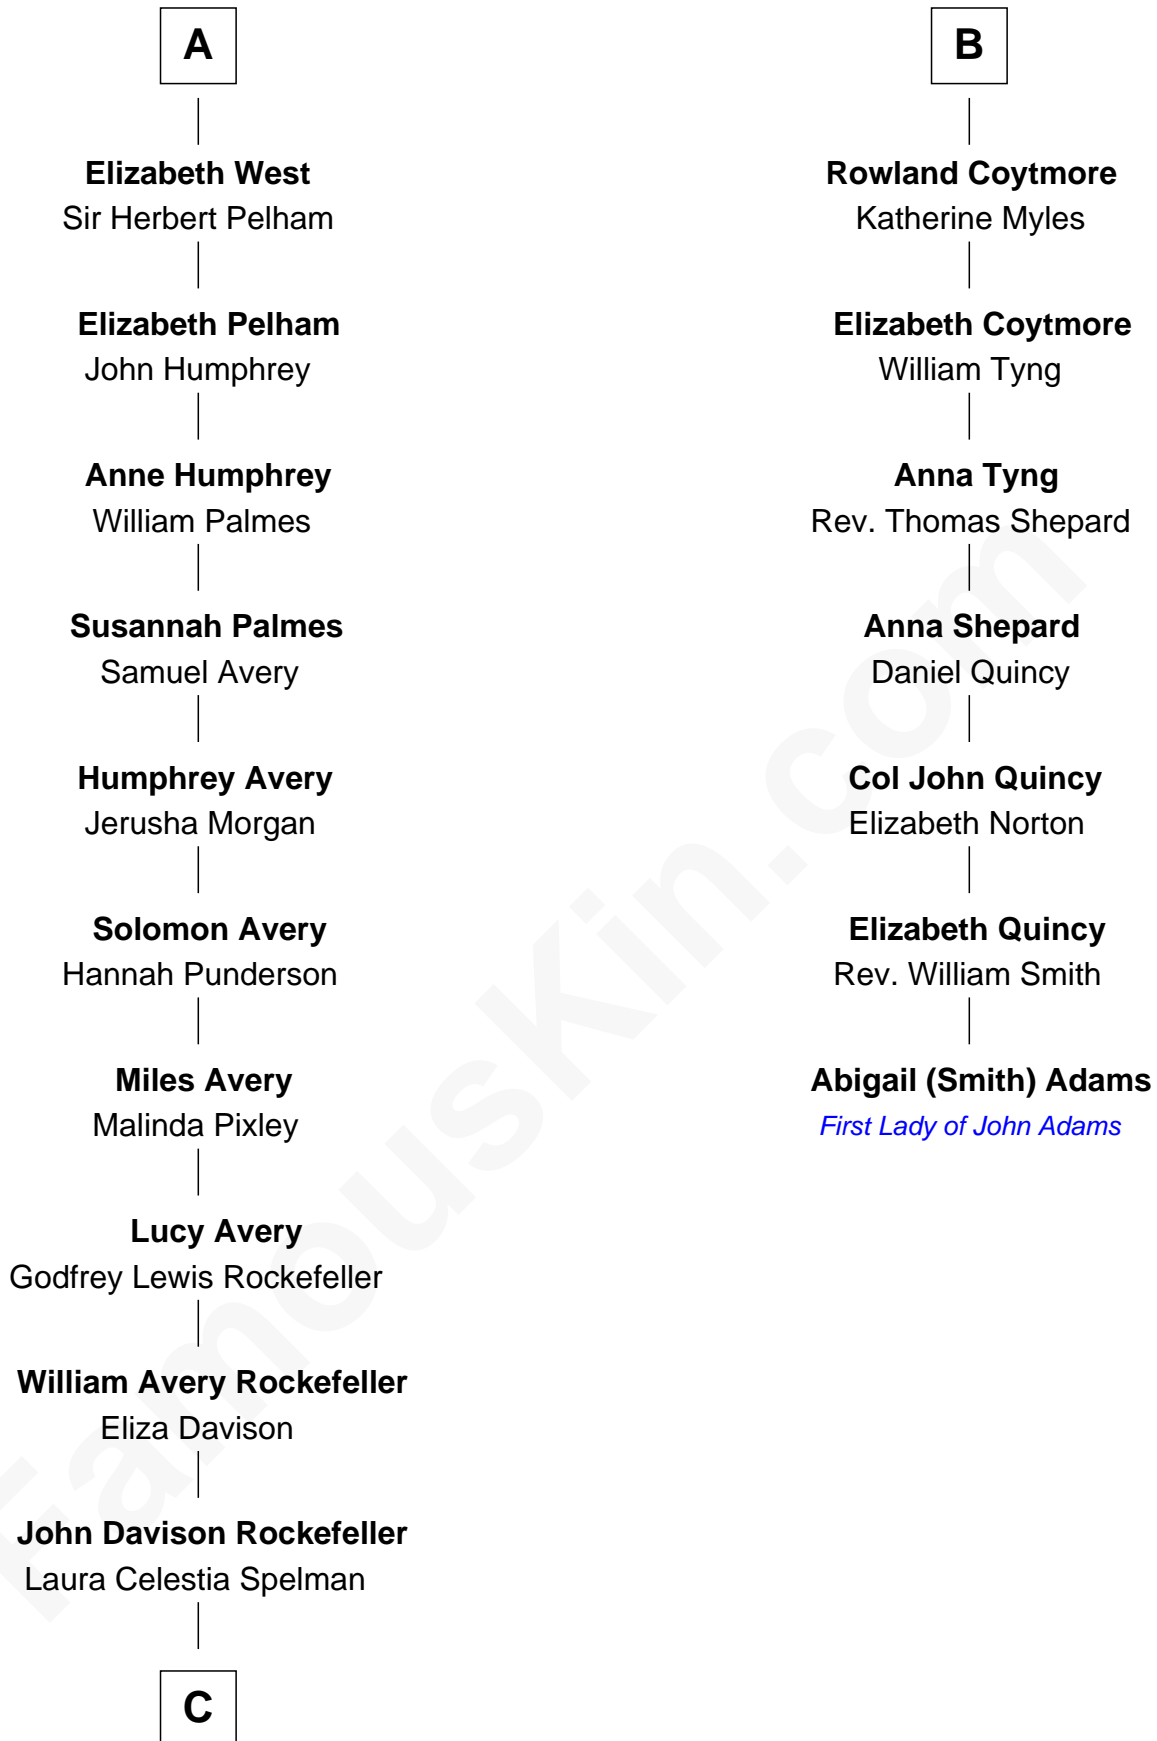 A
Elizabeth West
Sir Herbert Pelham
Elizabeth Pelham
John Humphrey
Anne Humphrey
William Palmes
Susannah Palmes
Samuel Avery
Humphrey Avery
Jerusha Morgan
Solomon Avery
Hannah Punderson
Miles Avery
Malinda Pixley
Lucy Avery
Godfrey Lewis Rockefeller
William Avery Rockefeller
Eliza Davison
John Davison Rockefeller
Laura Celestia Spelman
C
B
Rowland Coytmore
Katherine Myles
Elizabeth Coytmore
William Tyng
Anna Tyng
Rev. Thomas Shepard
Anna Shepard
Daniel Quincy
Col John Quincy
Elizabeth Norton
Elizabeth Quincy
Rev. William Smith
Abigail (Smith) Adams
First Lady of John Adams
FamousKin.com